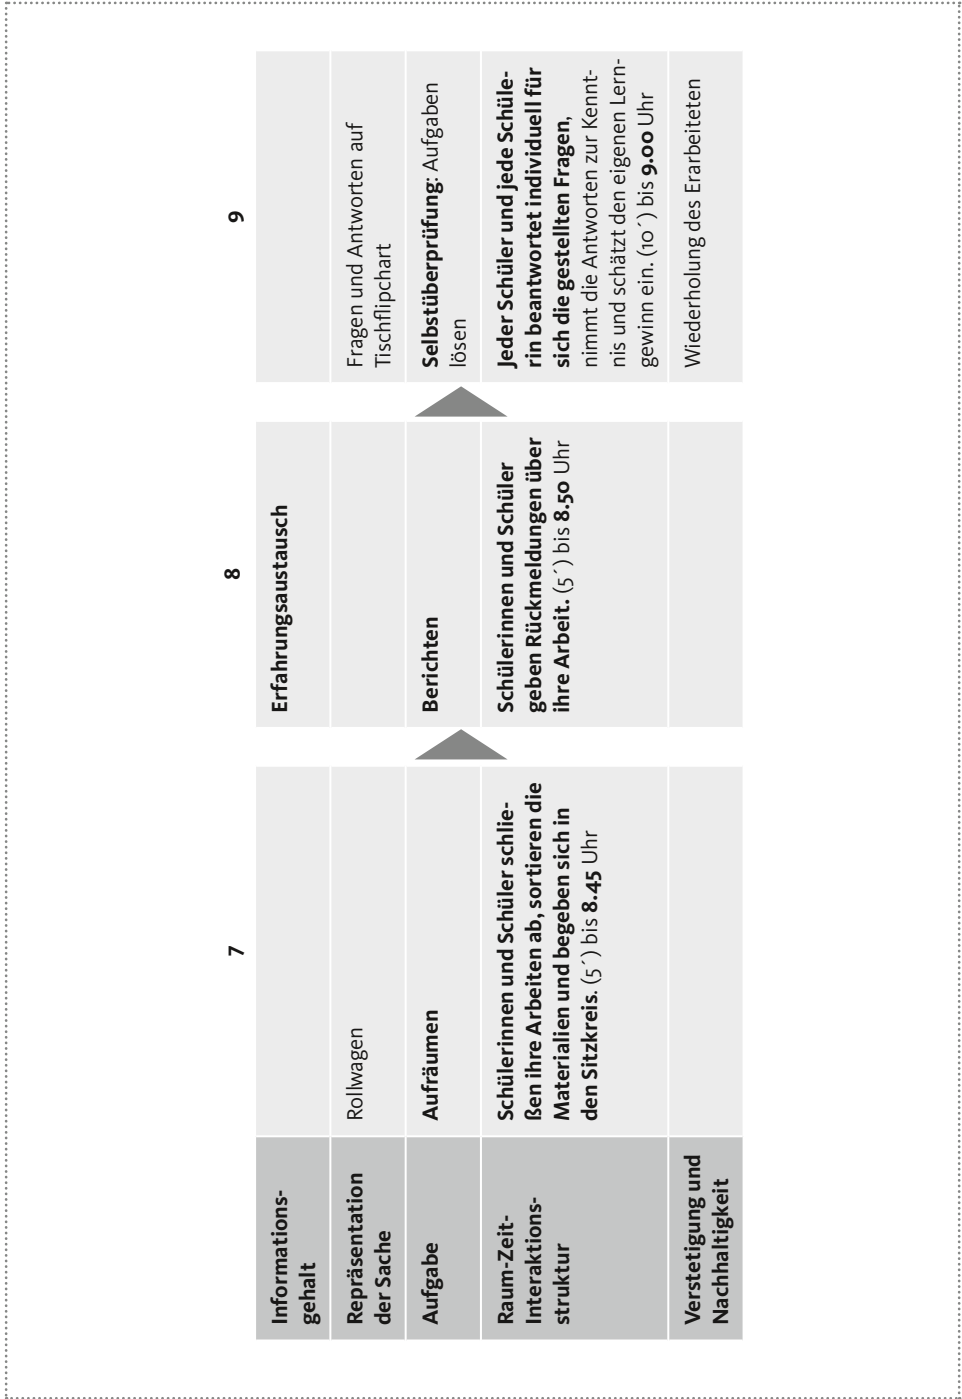 7
8
9
Informations-
gehalt
Erfahrungsaustausch
Repräsentation
der Sache
Rollwagen
Fragen und Antworten auf
Tischflipchart
Aufgabe
Aufräumen
Berichten
Selbstüberprüfung: Aufgaben
lösen
Raum-Zeit-
Interaktions-
struktur
Schülerinnen und Schüler schlie-
ßen ihre Arbeiten ab, sortieren die
Materialien und begeben sich in
den Sitzkreis. (5´) bis 8.45 Uhr
Schülerinnen und Schüler
geben Rückmeldungen über
ihre Arbeit. (5´) bis 8.50 Uhr
Jeder Schüler und jede Schüle-
rin beantwortet individuell für
sich die gestellten Fragen,
nimmt die Antworten zur Kennt-
nis und schätzt den eigenen Lern-
gewinn ein. (10´) bis 9.00 Uhr
Verstetigung und
Nachhaltigkeit
Wiederholung des Erarbeiteten